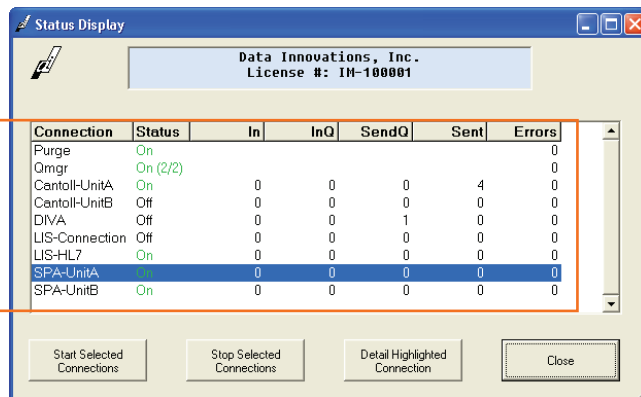 Status Display
Data Innovations, Inc.
License #: IM-100001
Connection Status In InQ SendQ Sent Errors
Purge On 0
Qmgr On (2/2) 0
Cantoll-UnitA On 0 0 0 4 0
Cantoll-UnitB Off 0 0 0 0 0
DIVA Off 0 0 1 0 0
LIS-Connection Off 0 0 0 0 0
LIS-HL7 On 0 0 0 0 0
SPA-UnitA On 0 0 0 0 0
SPA-UnitB On 0 0 0 0 0
Start Selected Connections
Stop Selected Connections
Detail Highlighted Connection
Close